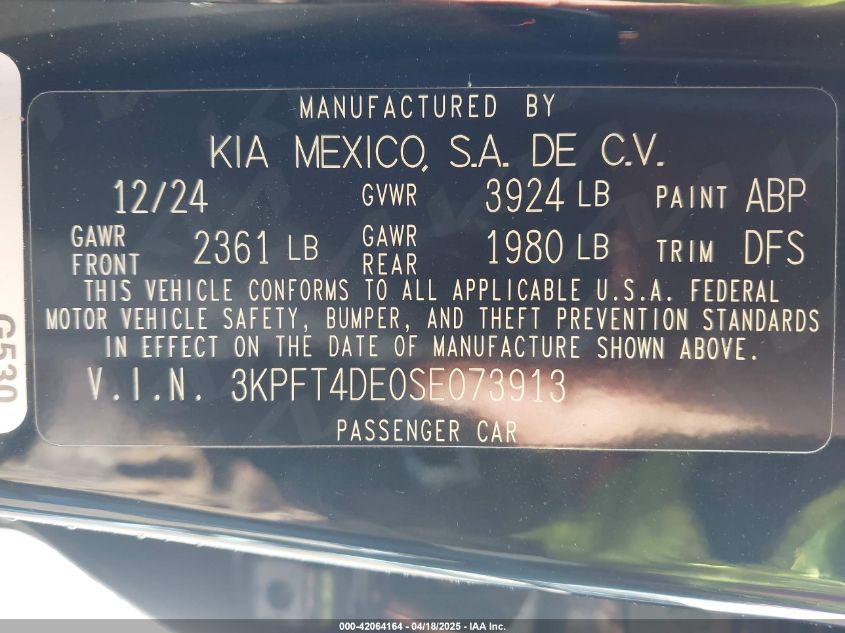 MANUFACTURED BY
KIA MEXICO, S.A. DE C.V.
12/24 GVWR 3924 LB PAINT ABP
GAWR FRONT 2361 LB GAWR REAR 1980 LB TRIM DFS
THIS VEHICLE CONFORMS TO ALL APPLICABLE U.S.A. FEDERAL
MOTOR VEHICLE SAFETY, BUMPER, AND THEFT PREVENTION STANDARDS
IN EFFECT ON THE DATE OF MANUFACTURE SHOWN ABOVE.
V.I.N. 3KPFT4DE0SE073913
PASSENGER CAR
G530
000-42064164 - 04/18/2025 - IAA Inc.